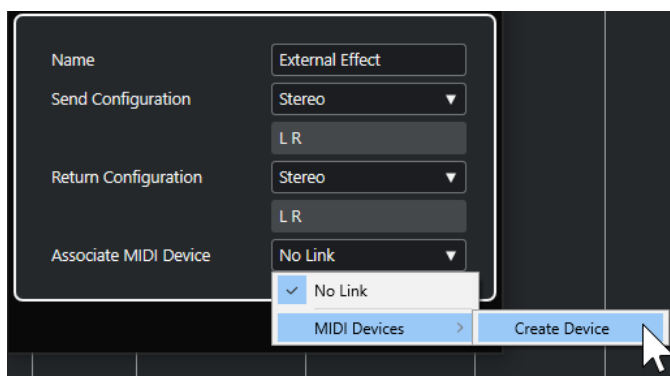 Name External Effect
Send Configuration Stereo
L R
Return Configuration Stereo
L R
Associate MIDI Device No Link
No Link
MIDI Devices Create Device